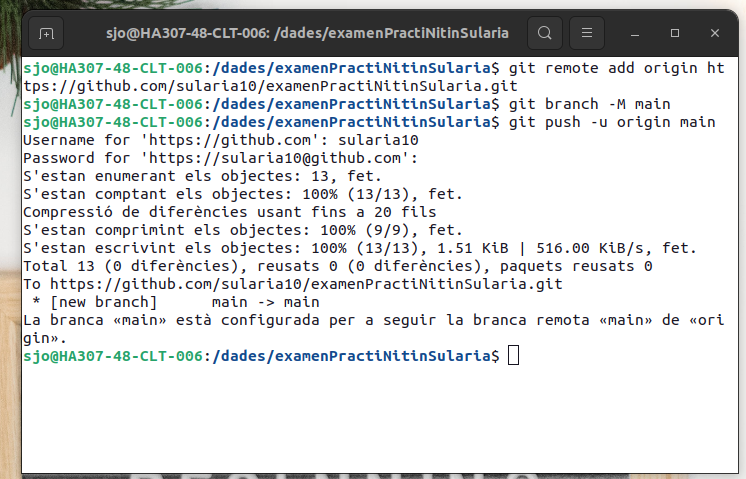 sjo@HA307-48-CLT-006: /dades/examenPractiNitinSularia
sjo@HA307-48-CLT-006:/dades/examenPractiNitinSularia$ git remote add origin ht
tps://github.com/sularia10/examenPractiNitinSularia.git
sjo@HA307-48-CLT-006:/dades/examenPractiNitinSularia$ git branch -M main
sjo@HA307-48-CLT-006:/dades/examenPractiNitinSularia$ git push -u origin main
Username for 'https://github.com': sularia10
Password for 'https://sularia10@github.com':
S'estan enumerant els objectes: 13, fet.
S'estan comptant els objectes: 100% (13/13), fet.
Compressió de diferències usant fins a 20 fils
S'estan comprimint els objectes: 100% (9/9), fet.
S'estan escrivint els objectes: 100% (13/13), 1.51 KiB | 516.00 KiB/s, fet.
Total 13 (0 diferències), reusats 0 (0 diferències), paquets reusats 0
To https://github.com/sularia10/examenPractiNitinSularia.git
 * [new branch]      main -> main
La branca «main» està configurada per a seguir la branca remota «main» de «ori
gin».
sjo@HA307-48-CLT-006:/dades/examenPractiNitinSularia$